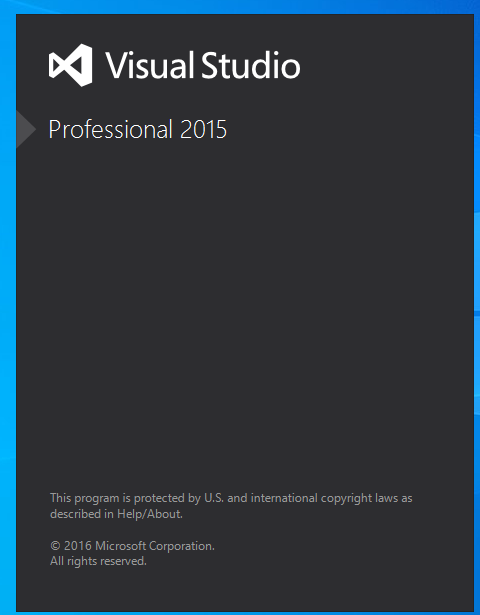 Visual Studio
Professional 2015
This program is protected by U.S. and international copyright laws as
described in Help/About.
© 2016 Microsoft Corporation.
All rights reserved.